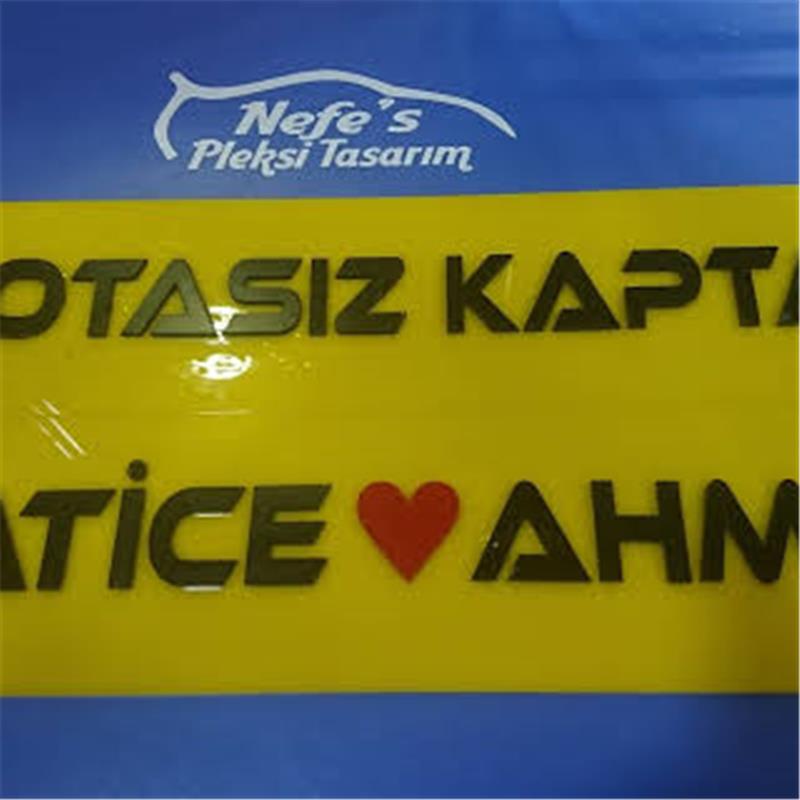 Nefe's
Pleksi Tasarım
OTASIZ KAPTA
ATİCE ♥ AHM